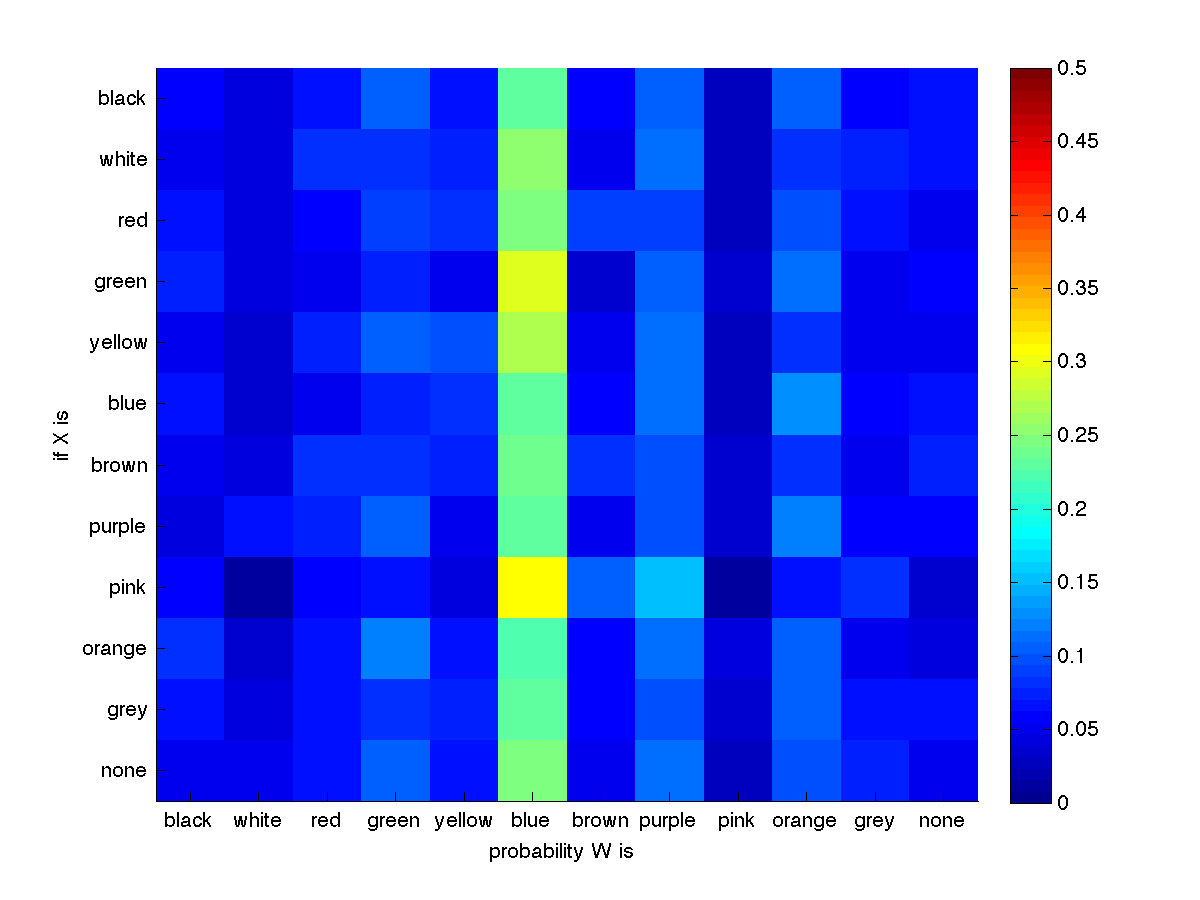 black
white
red
green
yellow
blue
brown
purple
pink
orange
grey
none
if X is
black white red green yellow blue brown purple pink orange grey none
probability W is
0.5
0.45
0.4
0.35
0.3
0.25
0.2
0.15
0.1
0.05
0